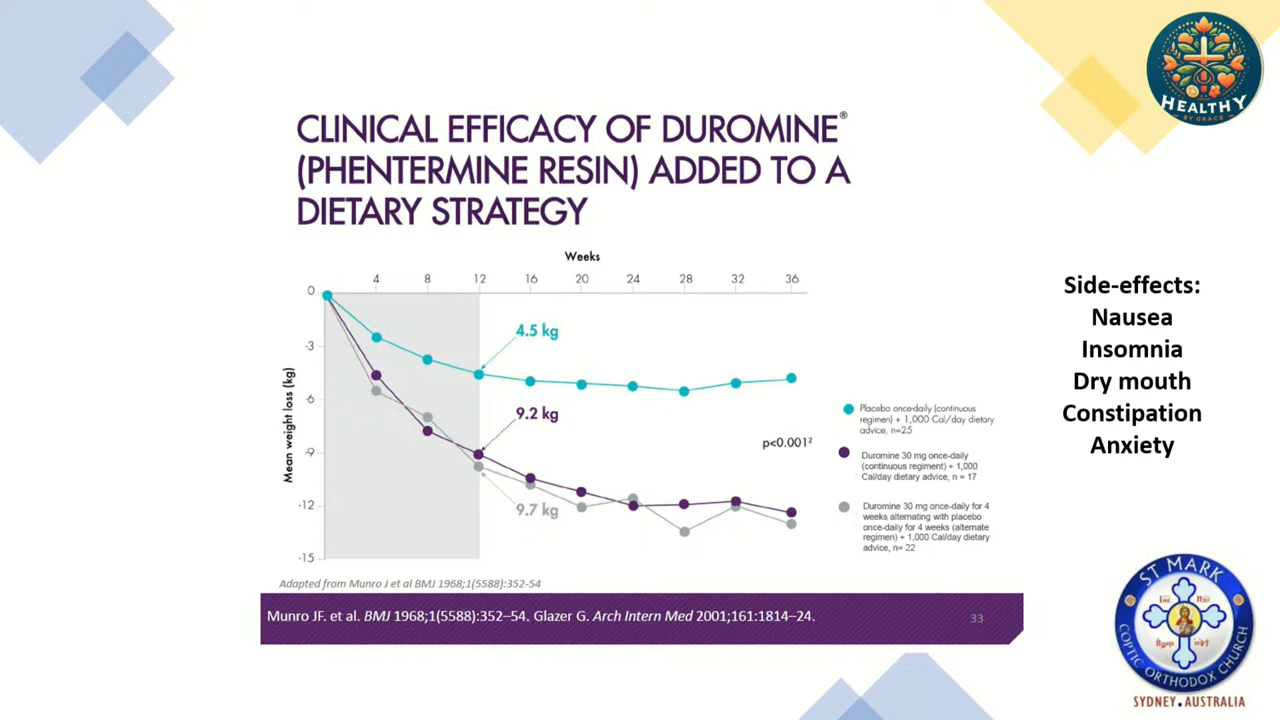 HEALTHY
BY GRACE
CLINICAL EFFICACY OF DUROMINE®
(PHENTERMINE RESIN) ADDED TO A
DIETARY STRATEGY
Weeks
4 8 12 16 20 24 28 32 36
0
-3
-6
-9
-12
-15
Mean weight loss (kg)
4.5 kg
9.2 kg
9.7 kg
p<0.001²
Placebo once-daily (continuous
regimen) + 1,000 Cal/day dietary
advice, n=25
Duromine 30 mg once-daily
(continuous regiment) + 1,000
Cal/day dietary advice, n = 17
Duromine 30 mg once-daily for 4
weeks alternating with placebo
once-daily for 4 weeks (alternate
regimen) + 1,000 Cal/day dietary
advice, n= 22
Side-effects:
Nausea
Insomnia
Dry mouth
Constipation
Anxiety
Adapted from Munro J et al BMJ 1968;1(5588):352-54
Munro JF. et al. BMJ 1968;1(5588):352–54. Glazer G. Arch Intern Med 2001;161:1814–24.
33
ST MARK
COPTIC ORTHODOX CHURCH
SYDNEY.AUSTRALIA